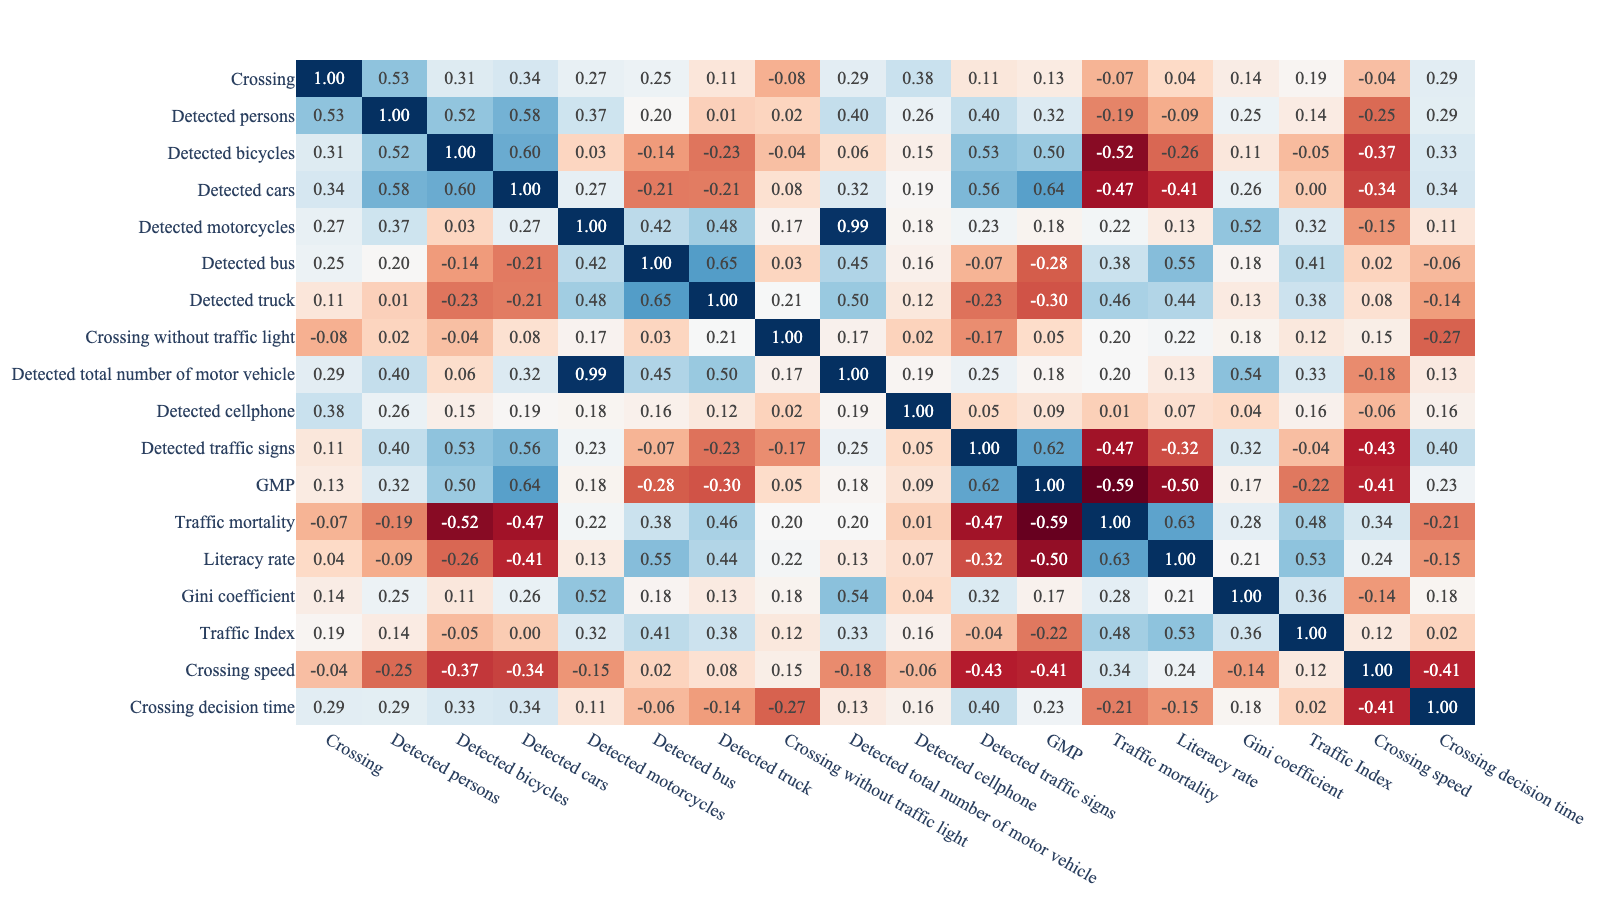 Crossing 1.00 0.53 0.31 0.34 0.27 0.25 0.11 -0.08 0.29 0.38 0.11 0.13 -0.07 0.04 0.14 0.19 -0.04 0.29
Detected persons 0.53 1.00 0.52 0.58 0.37 0.20 0.01 0.02 0.40 0.26 0.40 0.32 -0.19 -0.09 0.25 0.14 -0.25 0.29
Detected bicycles 0.31 0.52 1.00 0.60 0.03 -0.14 -0.23 -0.04 0.06 0.15 0.53 0.50 -0.52 -0.26 0.11 -0.05 -0.37 0.33
Detected cars 0.34 0.58 0.60 1.00 0.27 -0.21 -0.21 0.08 0.32 0.19 0.56 0.64 -0.47 -0.41 0.26 0.00 -0.34 0.34
Detected motorcycles 0.27 0.37 0.03 0.27 1.00 0.42 0.48 0.17 0.99 0.18 0.23 0.18 0.22 0.13 0.52 0.32 -0.15 0.11
Detected bus 0.25 0.20 -0.14 -0.21 0.42 1.00 0.65 0.03 0.45 0.16 -0.07 -0.28 0.38 0.55 0.18 0.41 0.02 -0.06
Detected truck 0.11 0.01 -0.23 -0.21 0.48 0.65 1.00 0.21 0.50 0.12 -0.23 -0.30 0.46 0.44 0.13 0.38 0.08 -0.14
Crossing without traffic light -0.08 0.02 -0.04 0.08 0.17 0.03 0.21 1.00 0.17 0.02 -0.17 0.05 0.20 0.22 0.18 0.12 0.15 -0.27
Detected total number of motor vehicle 0.29 0.40 0.06 0.32 0.99 0.45 0.50 0.17 1.00 0.19 0.25 0.18 0.20 0.13 0.54 0.33 -0.18 0.13
Detected cellphone 0.38 0.26 0.15 0.19 0.18 0.16 0.12 0.02 0.19 1.00 0.05 0.09 0.01 0.07 0.04 0.16 -0.06 0.16
Detected traffic signs 0.11 0.40 0.53 0.56 0.23 -0.07 -0.23 -0.17 0.25 0.05 1.00 0.62 -0.47 -0.32 0.32 -0.04 -0.43 0.40
GMP 0.13 0.32 0.50 0.64 0.18 -0.28 -0.30 0.05 0.18 0.09 0.62 1.00 -0.59 -0.50 0.17 -0.22 -0.41 0.23
Traffic mortality -0.07 -0.19 -0.52 -0.47 0.22 0.38 0.46 0.20 0.20 0.01 -0.47 -0.59 1.00 0.63 0.28 0.48 0.34 -0.21
Literacy rate 0.04 -0.09 -0.26 -0.41 0.13 0.55 0.44 0.22 0.13 0.07 -0.32 -0.50 0.63 1.00 0.21 0.53 0.24 -0.15
Gini coefficient 0.14 0.25 0.11 0.26 0.52 0.18 0.13 0.18 0.54 0.04 0.32 0.17 0.28 0.21 1.00 0.36 -0.14 0.18
Traffic Index 0.19 0.14 -0.05 0.00 0.32 0.41 0.38 0.12 0.33 0.16 -0.04 -0.22 0.48 0.53 0.36 1.00 0.12 0.02
Crossing speed -0.04 -0.25 -0.37 -0.34 -0.15 0.02 0.08 0.15 -0.18 -0.06 -0.43 -0.41 0.34 0.24 -0.14 0.12 1.00 -0.41
Crossing decision time 0.29 0.29 0.33 0.34 0.11 -0.06 -0.14 -0.27 0.13 0.16 0.40 0.23 -0.21 -0.15 0.18 0.02 -0.41 1.00
Crossing
Detected persons
Detected bicycles
Detected cars
Detected motorcycles
Detected bus
Detected truck
Crossing without traffic light
Detected total number of motor vehicle
Detected cellphone
Detected traffic signs
GMP
Traffic mortality
Literacy rate
Gini coefficient
Traffic Index
Crossing speed
Crossing decision time